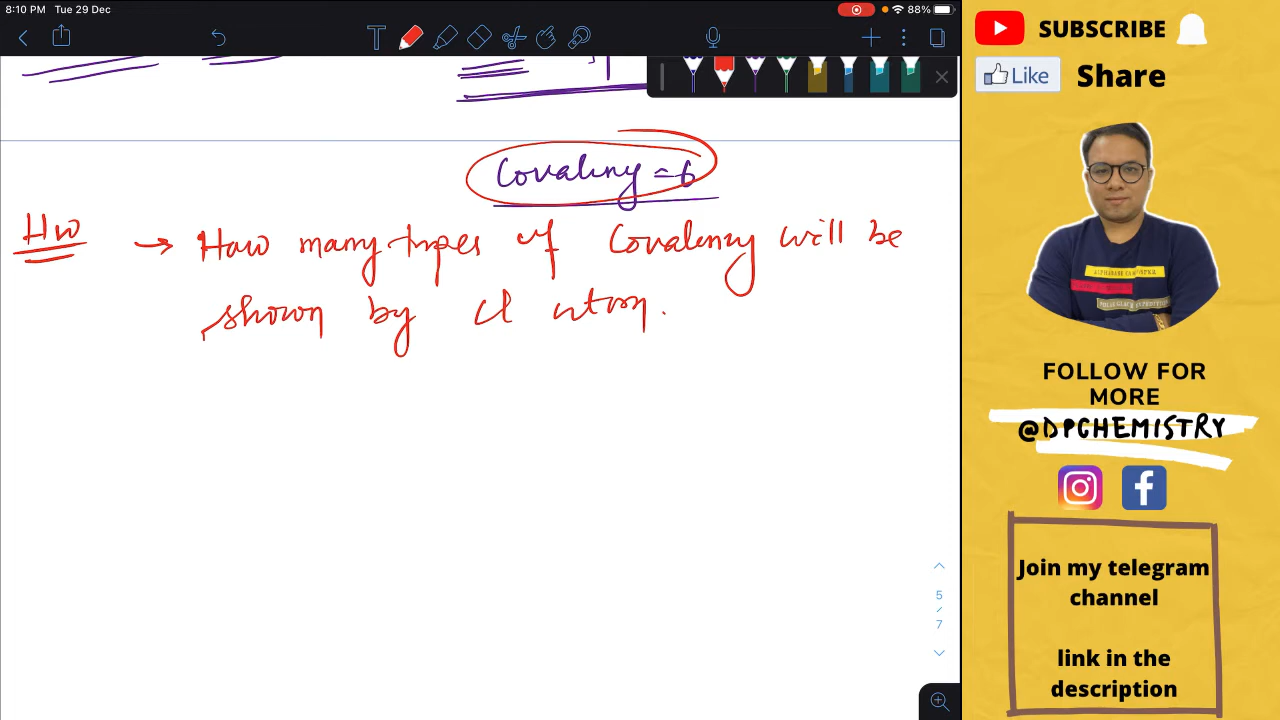 8:10 PM Tue 29 Dec
88%
Covalency = 6
HW → How many types of Covalency will be
shown by Cl
5
7
SUBSCRIBE
Like Share
FOLLOW FOR
MORE
@DPCHEMISTRY
Join my telegram
channel
link in the
description